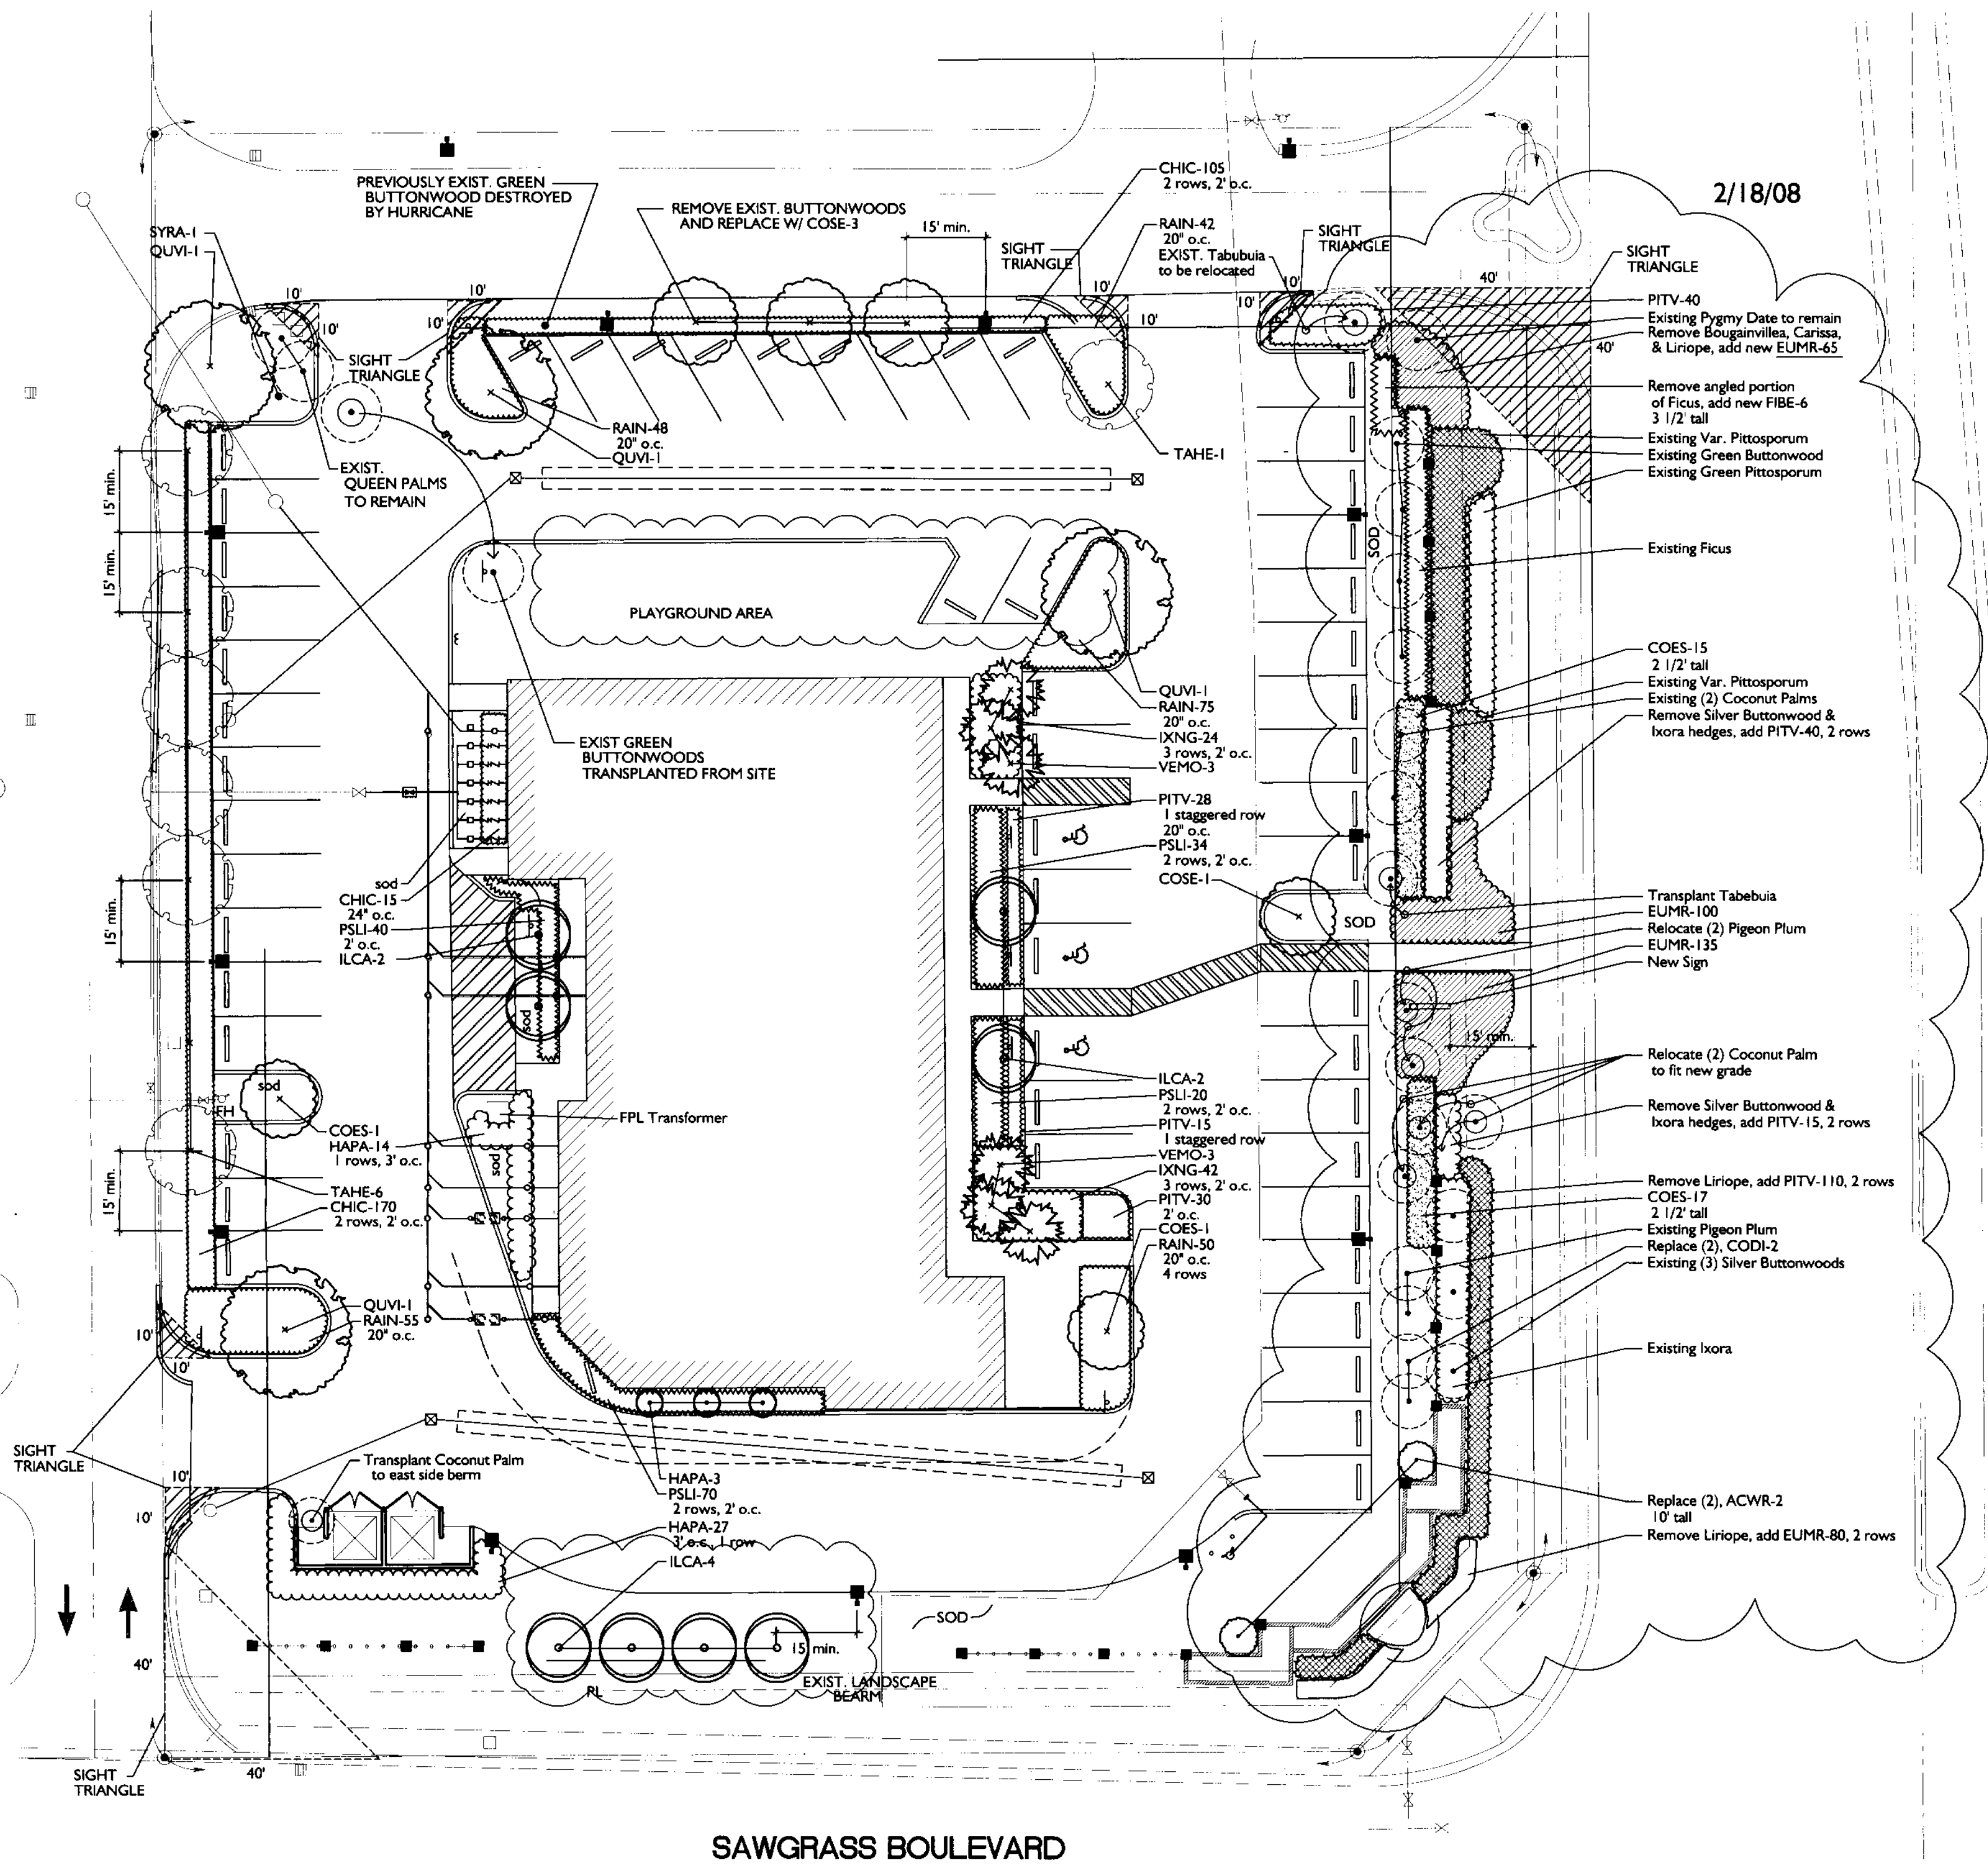 2/18/08
PREVIOUSLY EXIST. GREEN
BUTTONWOOD DESTROYED
BY HURRICANE
REMOVE EXIST. BUTTONWOODS
AND REPLACE W/ COSE-3
15' min.
CHIC-105
2 rows, 2' o.c.
SIGHT
TRIANGLE
RAIN-42
20" o.c.
EXIST. Tabubuia
to be relocated
SIGHT
TRIANGLE
SIGHT
TRIANGLE
SYRA-1
QUVI-1
10'
10'
10'
10'
10'
10'
10'
10'
40'
40'
SIGHT
TRIANGLE
RAIN-48
20" o.c.
QUVI-1
EXIST.
QUEEN PALMS
TO REMAIN
TAHE-1
15' min.
15' min.
PLAYGROUND AREA
EXIST GREEN
BUTTONWOODS
TRANSPLANTED FROM SITE
QUVI-1
RAIN-75
20" o.c.
IXNG-24
3 rows, 2' o.c.
VEMO-3
PITV-28
1 staggered row
20" o.c.
PSLI-34
2 rows, 2' o.c.
COSE-1
SOD
SOD
PITV-40
Existing Pygmy Date to remain
Remove Bougainvillea, Carissa,
& Liriope, add new EUMR-65
Remove angled portion
of Ficus, add new FIBE-6
3 1/2' tall
Existing Var. Pittosporum
Existing Green Buttonwood
Existing Green Pittosporum
Existing Ficus
COES-15
2 1/2' tall
Existing Var. Pittosporum
Existing (2) Coconut Palms
Remove Silver Buttonwood &
Ixora hedges, add PITV-40, 2 rows
Transplant Tabebuia
EUMR-100
Relocate (2) Pigeon Plum
EUMR-135
New Sign
15' min.
Relocate (2) Coconut Palm
to fit new grade
Remove Silver Buttonwood &
Ixora hedges, add PITV-15, 2 rows
Remove Liriope, add PITV-110, 2 rows
COES-17
2 1/2' tall
Existing Pigeon Plum
Replace (2), CODI-2
Existing (3) Silver Buttonwoods
Existing Ixora
Replace (2), ACWR-2
10' tall
Remove Liriope, add EUMR-80, 2 rows
sod
CHIC-15
24" o.c.
PSLI-40
2' o.c.
ILCA-2
sod
15' min.
sod
FH
COES-1
HAPA-14
1 rows, 3' o.c.
TAHE-6
CHIC-170
2 rows, 2' o.c.
15' min.
FPL Transformer
sod
ILCA-2
PSLI-20
2 rows, 2' o.c.
PITV-15
1 staggered row
VEMO-3
IXNG-42
3 rows, 2' o.c.
PITV-30
2' o.c.
COES-1
RAIN-50
20" o.c.
4 rows
QUVI-1
RAIN-55
20" o.c.
10'
10'
SIGHT
TRIANGLE
10'
10'
Transplant Coconut Palm
to east side berm
HAPA-3
PSLI-70
2 rows, 2' o.c.
HAPA-27
3' o.c., 1 row
ILCA-4
SOD
15' min.
EXIST. LANDSCAPE
BEARM
RL
40'
40'
SIGHT
TRIANGLE
SAWGRASS BOULEVARD